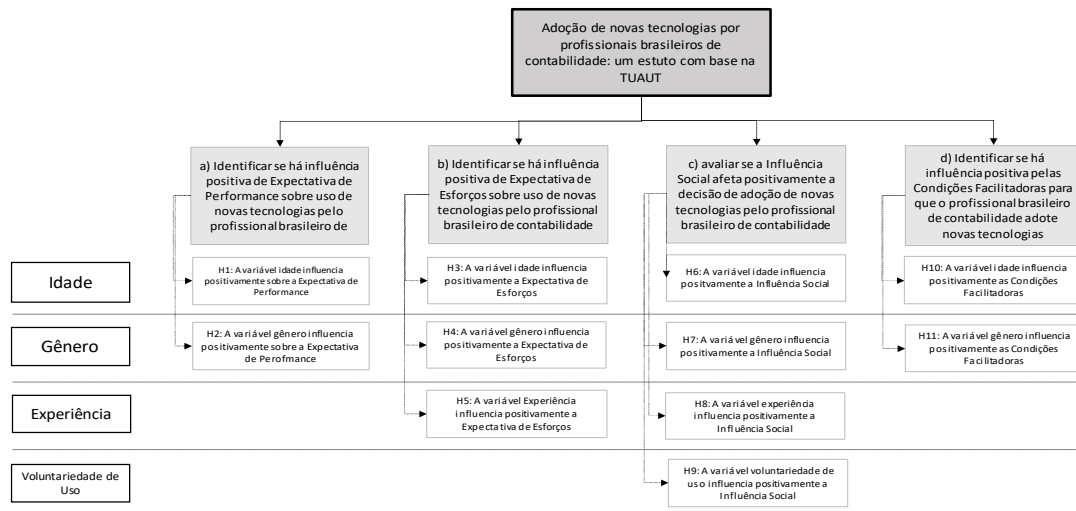 Adoção de novas tecnologias por
profissionais brasileiros de
contabilidade: um estuto com base na
TUAUT
a) Identificar se há influência
positiva de Expectativa de
Performance sobre uso de
novas tecnologias pelo
profissional brasileiro de
b) Identificar se há influência
positiva de Expectativa de
Esforços sobre uso de novas
tecnologias pelo profissional
brasileiro de contabilidade
c) avaliar se a Influência
Social afeta positivamente a
decisão de adoção de novas
tecnologias pelo profissional
brasileiro de contabilidade
d) Identificar se há
influência positiva pelas
Condições Facilitadoras para
que o profissional brasileiro
de contabilidade adote
novas tecnologias
Idade
H1: A variável idade influencia
positivamente sobre a Expectativa de
Performance
H3: A variável idade influencia
positivamente a Expectativa de
Esforços
H6: A variável idade influencia
positvamente a Influência Social
H10: A variável idade influencia
positivamente as Condições
Facilitadoras
Gênero
H2: A variável gênero influencia
positivamente sobre a Expectativa
de Perofmance
H4: A variável gênero influencia
positivamente a Expectativa de
Esforços
H7: A variável gênero influencia
positivamente a Influência Social
H11: A variável gênero influencia
positivamente as Condições
Facilitadoras
Experiência
H5: A variável Experiência
influencia positivamente a
Expectativa de Esforços
H8: A variável experiência
influencia positivamente a
Influência Social
Voluntariedade de
Uso
H9: A variável voluntariedade de
uso influencia positivamente a
Influência Social